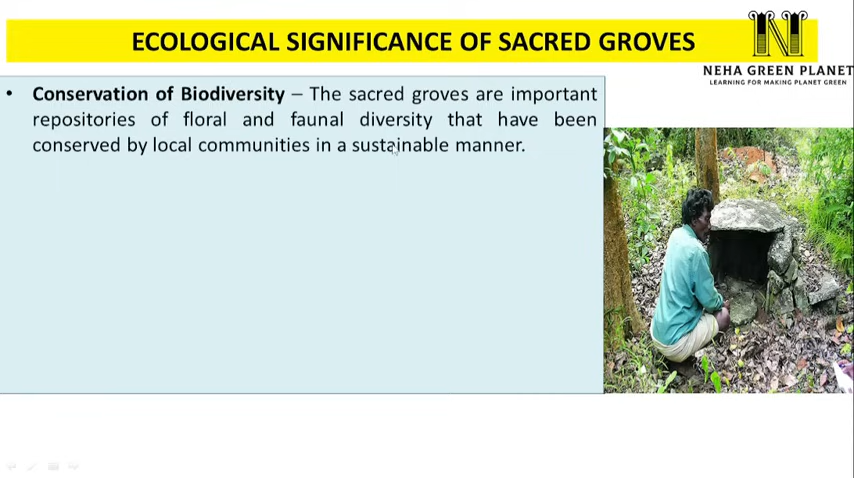 ECOLOGICAL SIGNIFICANCE OF SACRED GROVES
N
NEHA GREEN PLANET
LEARNING FOR MAKING PLANET GREEN
• Conservation of Biodiversity – The sacred groves are important
repositories of floral and faunal diversity that have been
conserved by local communities in a sustainable manner.